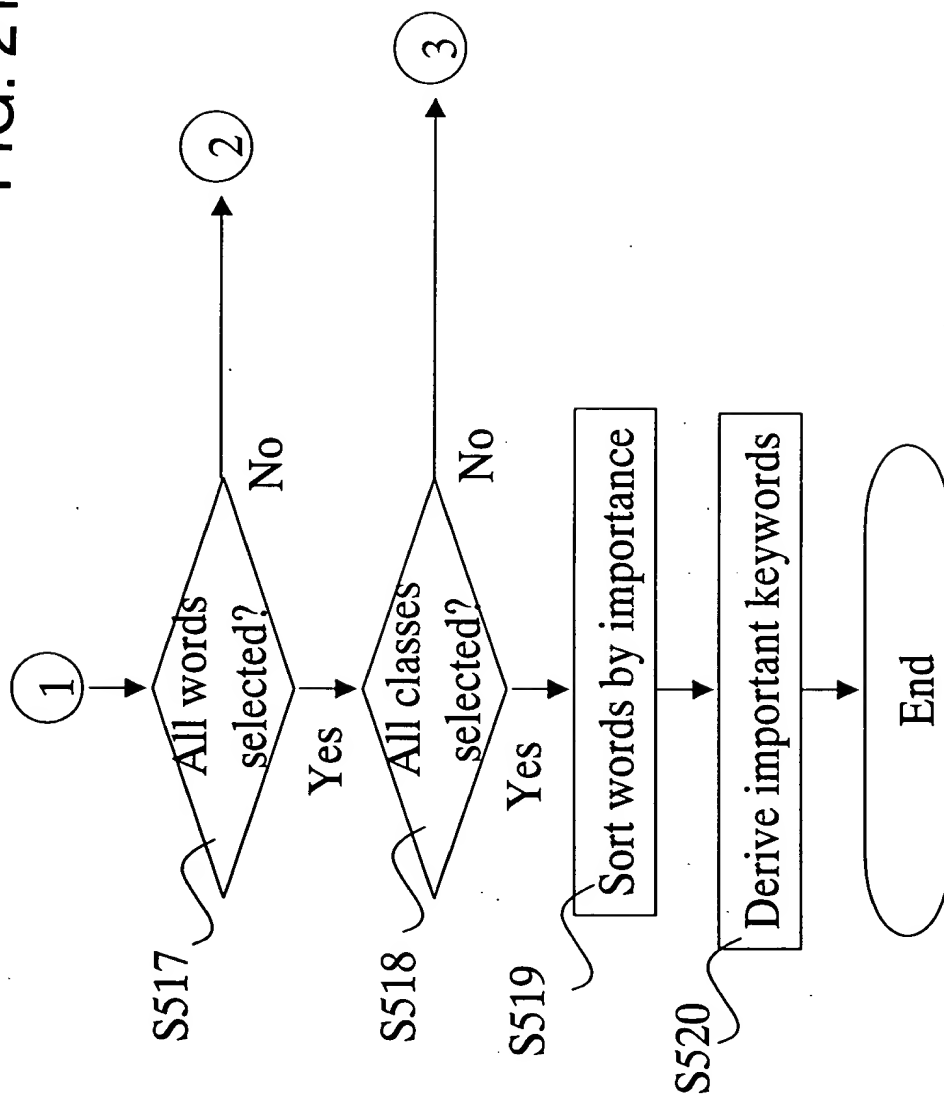 1
All words
selected?
S517
No
2
Yes
All classes
selected?
S518
No
3
Yes
Sort words by importance
S519
Derive important keywords
S520
End